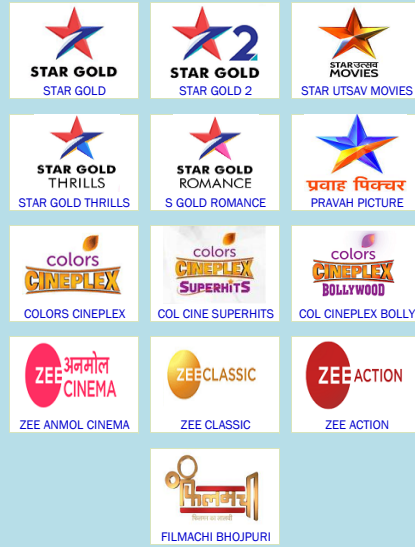 STAR GOLD
STAR GOLD
STAR GOLD 2
STAR GOLD 2
STAR उत्सव
MOVIES
STAR UTSAV MOVIES
STAR GOLD
THRILLS
STAR GOLD THRILLS
STAR GOLD
ROMANCE
S GOLD ROMANCE
प्रवाह पिक्चर
PRAVAH PICTURE
colors
CINEPLEX
COLORS CINEPLEX
colors
CINEPLEX
SUPERHITS
COL CINE SUPERHITS
colors
CINEPLEX
BOLLYWOOD
COL CINEPLEX BOLLY
ZEE अनमोल
CINEMA
ZEE ANMOL CINEMA
ZEE CLASSIC
ZEE CLASSIC
ZEE ACTION
ZEE ACTION
फिलमची
FILMACHI BHOJPURI